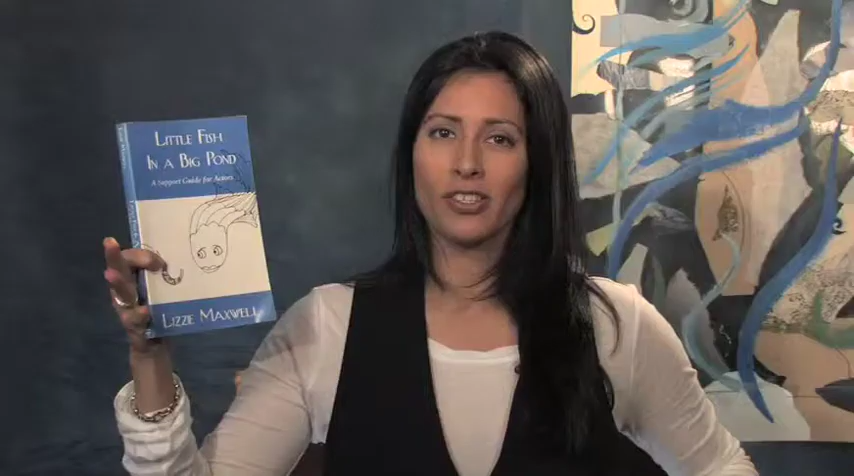 Little Fish
in a Big Pond
A Support Guide for Actors
Lizzie Maxwell